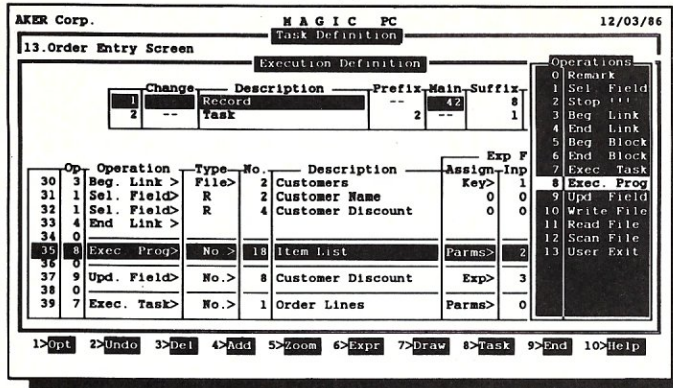 AKER Corp. MAGIC PC 12/03/86
Task Definition
13.Order Entry Screen
Execution Definition
Operations
0 Remark
1 Sel Field
2 Stop !!!
3 Beg Link
4 End Link
5 Beg Block
6 End Block
7 Exec Task
8 Exec. Prog
9 Upd Field
10 Write File
11 Read File
12 Scan File
13 User Exit
Change Description Prefix Main Suffix
1 Record -- 42 8
2 -- Task 2 -- 1
Exp F
Op Operation Type No. Description Assign Inp
30 3 Beg. Link > File> 2 Customers Key> 1
31 1 Sel. Field> R 2 Customer Name 0 0
32 1 Sel. Field> R 4 Customer Discount 0 0
33 4 End Link >
34 0
35 8 Exec Prog> No > 18 Item List Parms> 2
36 0
37 9 Upd. Field> No.> 8 Customer Discount Exp> 3
38 0
39 7 Exec. Task> No.> 1 Order Lines Parms> 0
1>Opt 2>Undo 3>Del 4>Add 5>Zoom 6>Expr 7>Draw 8>Task 9>End 10>Help